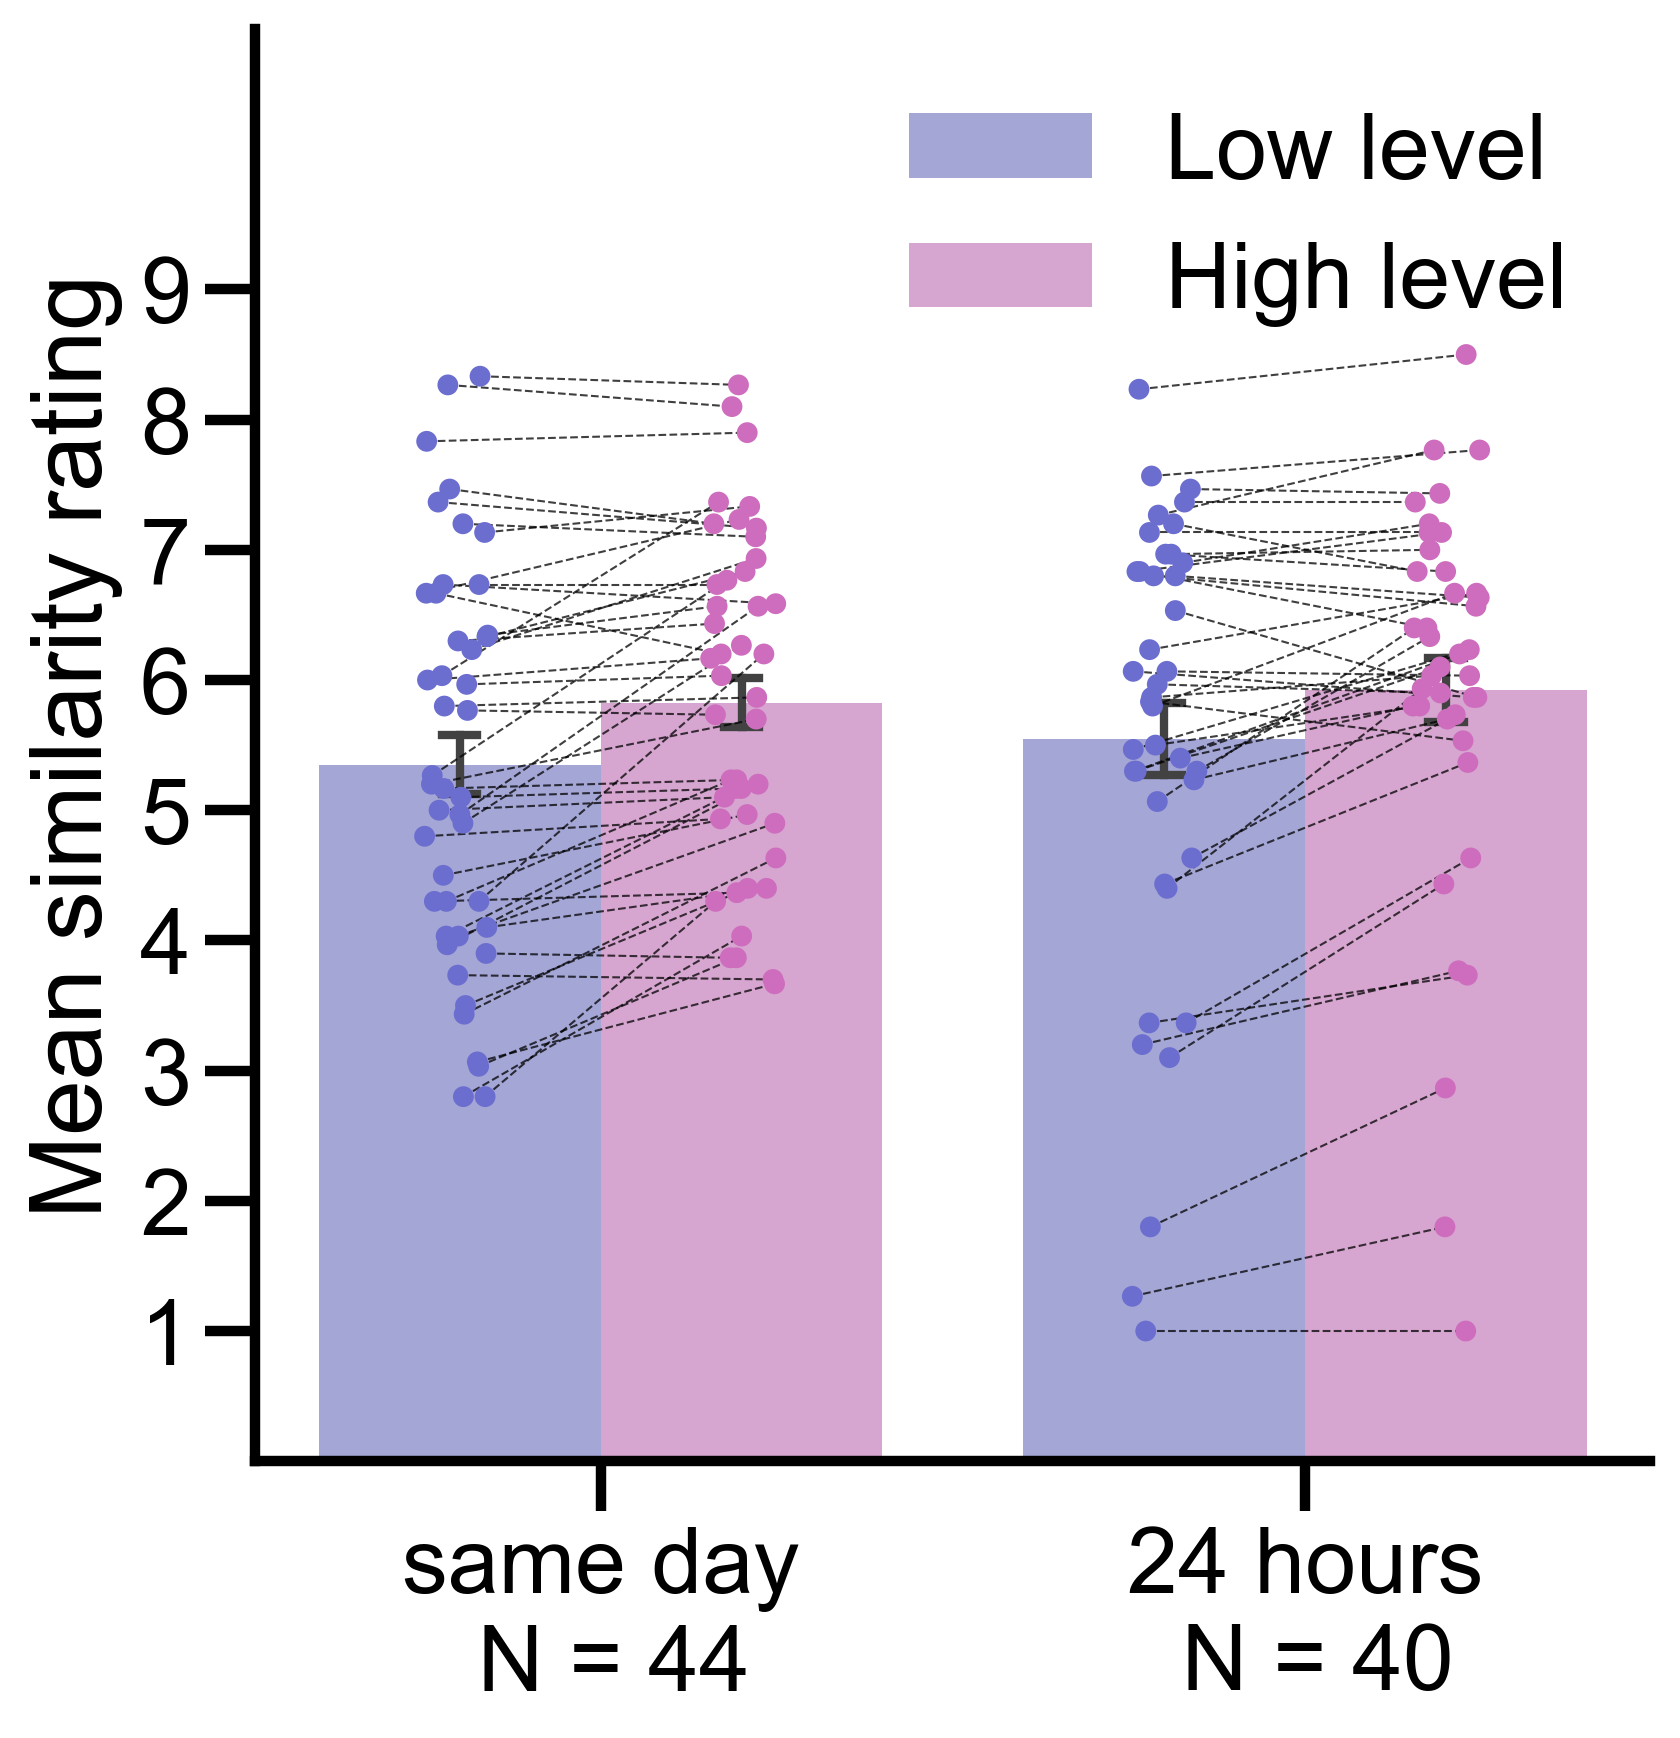 Low level
High level
Mean similarity rating
9
8
7
6
5
4
3
2
1
same day
N = 44
24 hours
N = 40